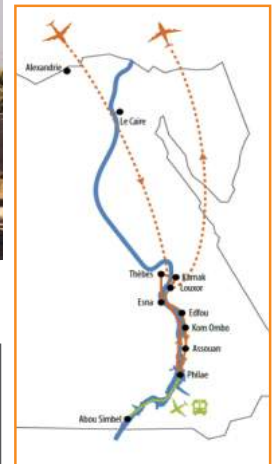 Alexandrie
Le Caire
Thèbes
Karnak
Louxor
Esna
Edfou
Kom Ombo
Assouan
Philae
Abou Simbel